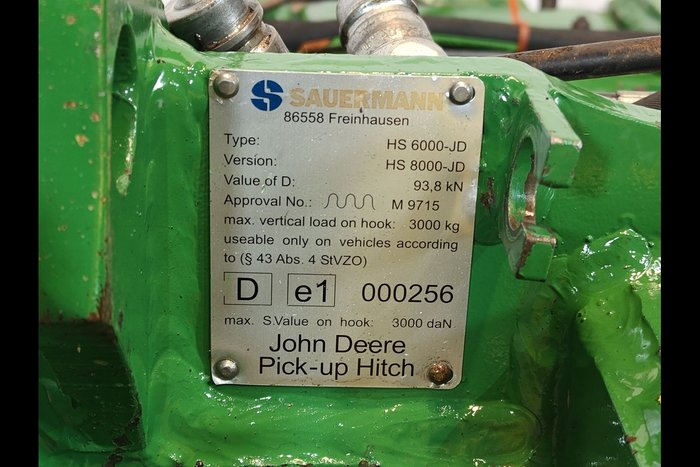 SAUERMANN
86558 Freinhausen
Type: HS 6000-JD
Version: HS 8000-JD
Value of D: 93,8 kN
Approval No.: M 9715
max. vertical load on hook: 3000 kg
useable only on vehicles according
to (§ 43 Abs. 4 StVZO)
D e1 000256
max. S.Value on hook: 3000 daN
John Deere
Pick-up Hitch